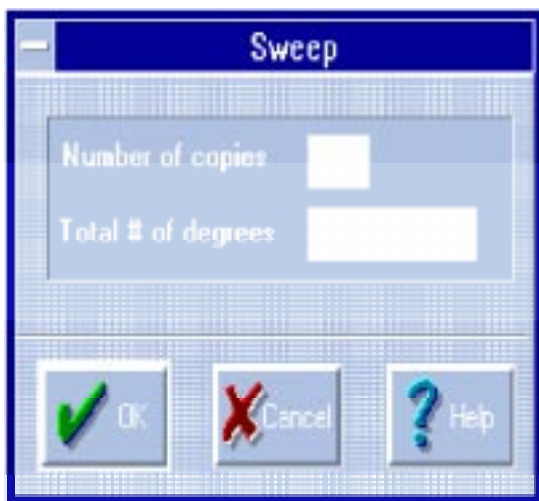 Sweep
Number of copies
Total # of degrees
OK Cancel Help